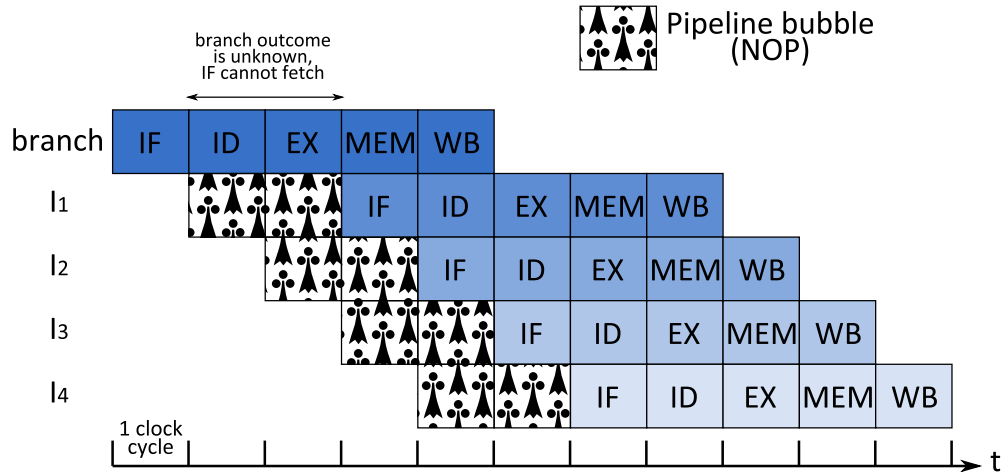 branch outcome
is unknown,
IF cannot fetch
Pipeline bubble
(NOP)
branch IF ID EX MEM WB
I1 IF ID EX MEM WB
I2 IF ID EX MEM WB
I3 IF ID EX MEM WB
I4 IF ID EX MEM WB
1 clock
cycle
t